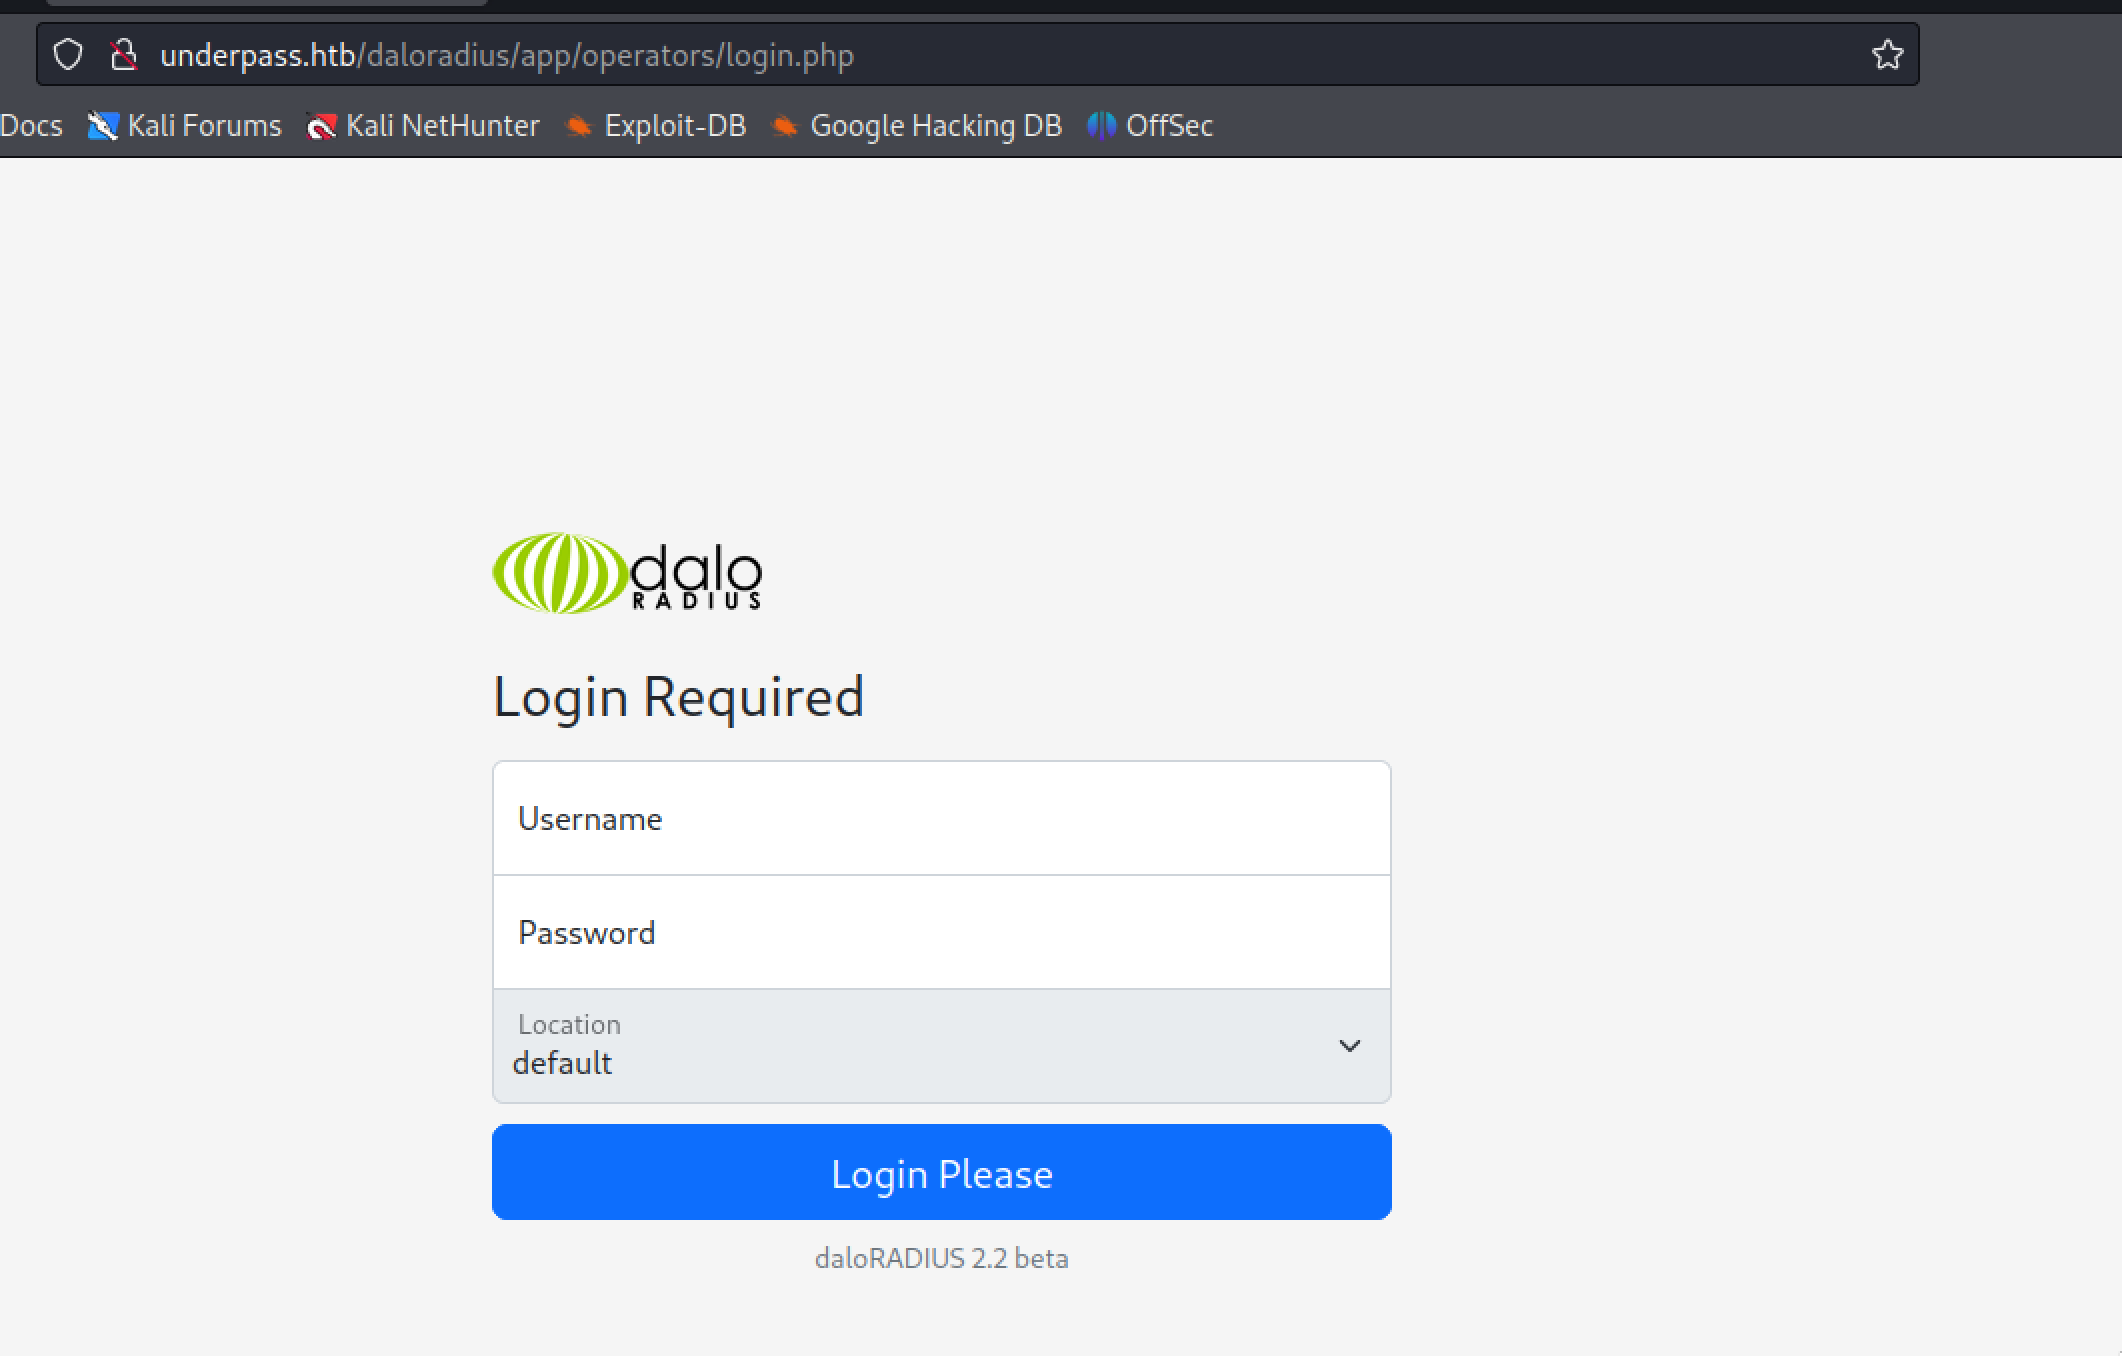 underpass.htb/daloradius/app/operators/login.php
Docs Kali Forums Kali NetHunter Exploit-DB Google Hacking DB OffSec
dalo
RADIUS
Login Required
Username
Password
Location
default
Login Please
daloRADIUS 2.2 beta